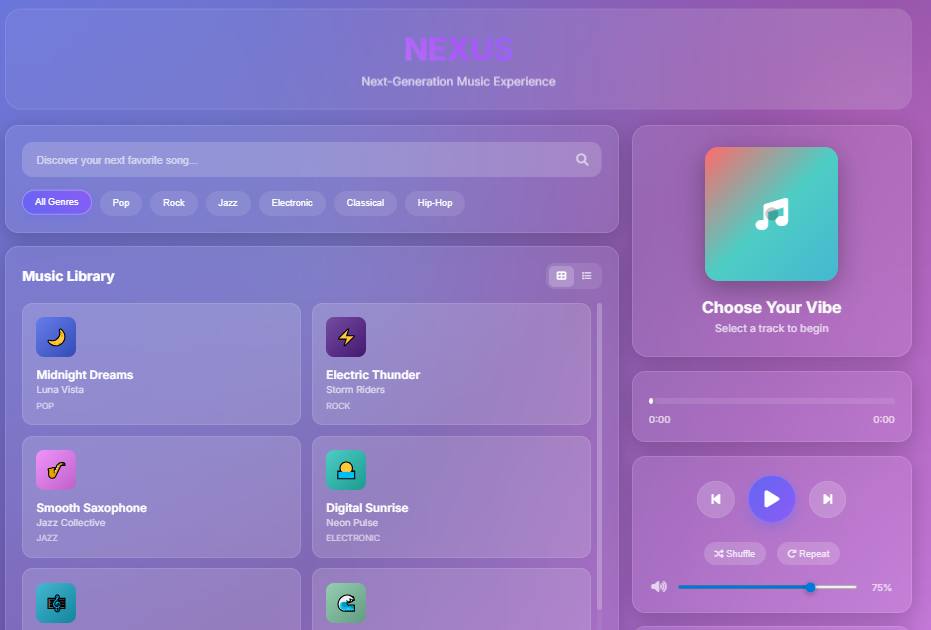 NEXUS
Next-Generation Music Experience
Discover your next favorite song...
All Genres
Pop
Rock
Jazz
Electronic
Classical
Hip-Hop
Music Library
Midnight Dreams
Luna Vista
POP
Electric Thunder
Storm Riders
ROCK
Smooth Saxophone
Jazz Collective
JAZZ
Digital Sunrise
Neon Pulse
ELECTRONIC
Choose Your Vibe
Select a track to begin
0:00
0:00
Shuffle
Repeat
75%